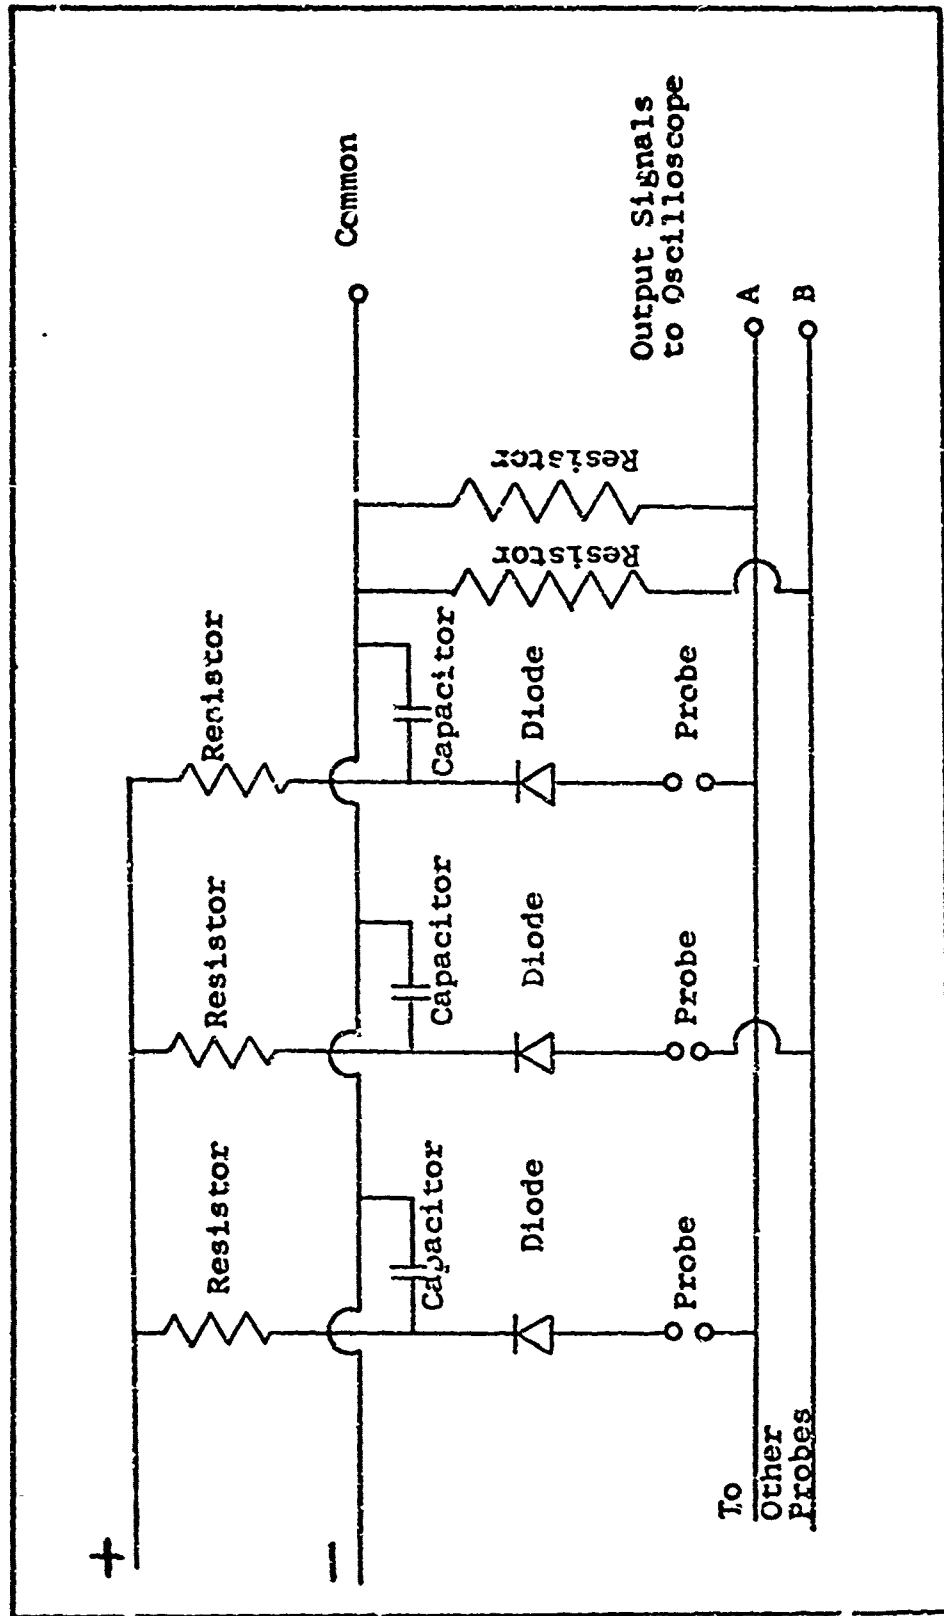 +
Resistor
Resistor
Resistor
−
Common
Capacitor
Capacitor
Capacitor
Diode
Diode
Diode
Resistor
Resistor
Output Signals
to Oscilloscope
Probe
Probe
Probe
To
Other
Probes
A
B